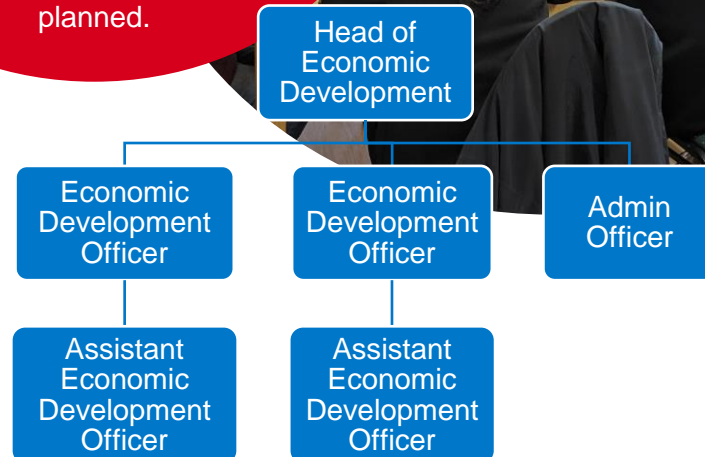 planned.
Head of
Economic
Development
Economic
Development
Officer
Economic
Development
Officer
Admin
Officer
Assistant
Economic
Development
Officer
Assistant
Economic
Development
Officer